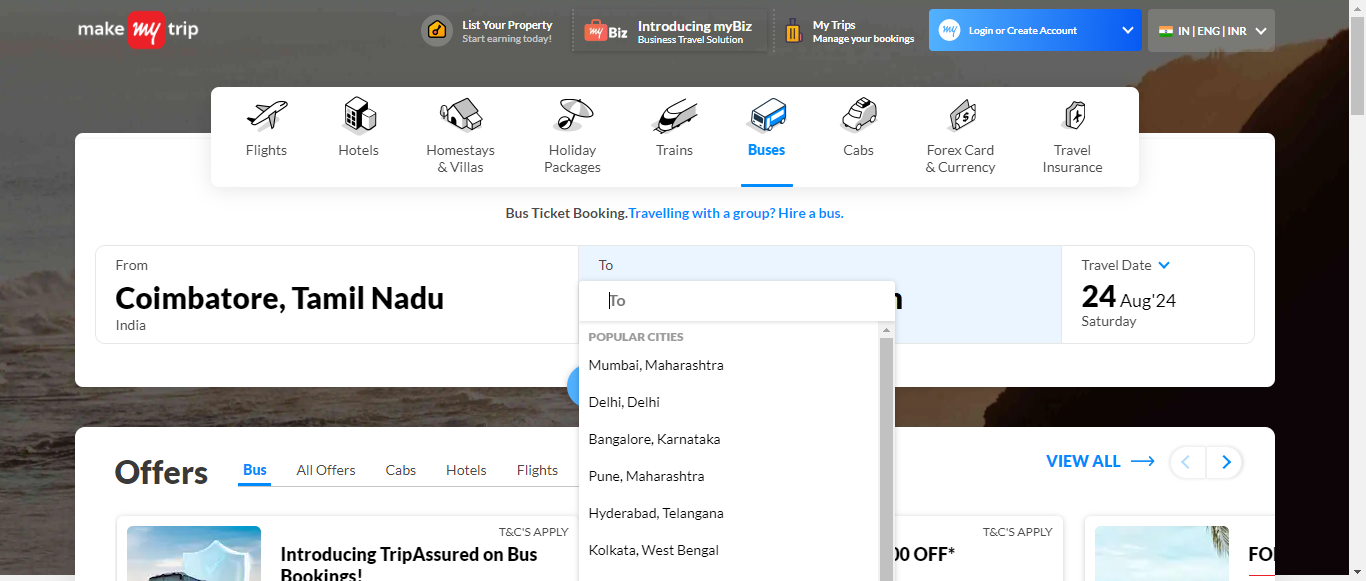 make my trip
List Your Property
Start earning today!
my Biz
Introducing myBiz
Business Travel Solution
My Trips
Manage your bookings
my
Login or Create Account
IN | ENG | INR
Flights
Hotels
Homestays
& Villas
Holiday
Packages
Trains
Buses
Cabs
Forex Card
& Currency
Travel
Insurance
Bus Ticket Booking.Travelling with a group? Hire a bus.
From
Coimbatore, Tamil Nadu
India
To
To
POPULAR CITIES
Mumbai, Maharashtra
Delhi, Delhi
Bangalore, Karnataka
Pune, Maharashtra
Hyderabad, Telangana
Kolkata, West Bengal
Travel Date
24 Aug'24
Saturday
Offers
Bus
All Offers
Cabs
Hotels
Flights
VIEW ALL
T&C'S APPLY
Introducing TripAssured on Bus
Bookings!
T&C'S APPLY
00 OFF*
FO